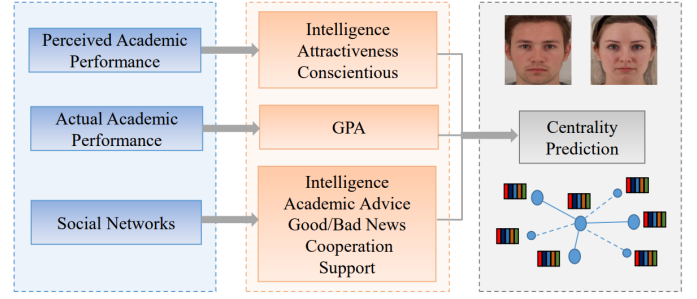 Perceived Academic
Performance
Intelligence
Attractiveness
Conscientious
Actual Academic
Performance
GPA
Centrality
Prediction
Social Networks
Intelligence
Academic Advice
Good/Bad News
Cooperation
Support